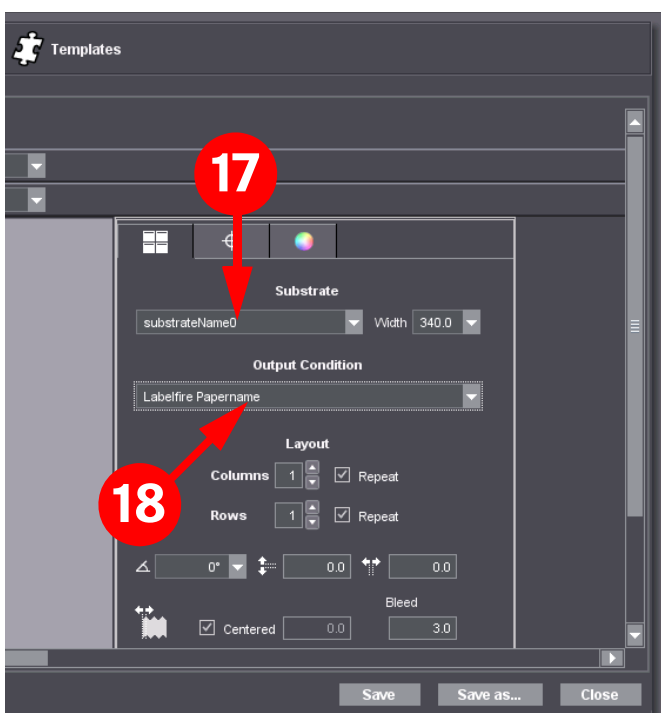 Templates
17
Substrate
substrateName0 Width 340.0
Output Condition
Labelfire Papername
Layout
Columns 1 Repeat
18
Rows 1 Repeat
0° 0.0 0.0
Bleed
Centered 0.0 3.0
Save Save as... Close